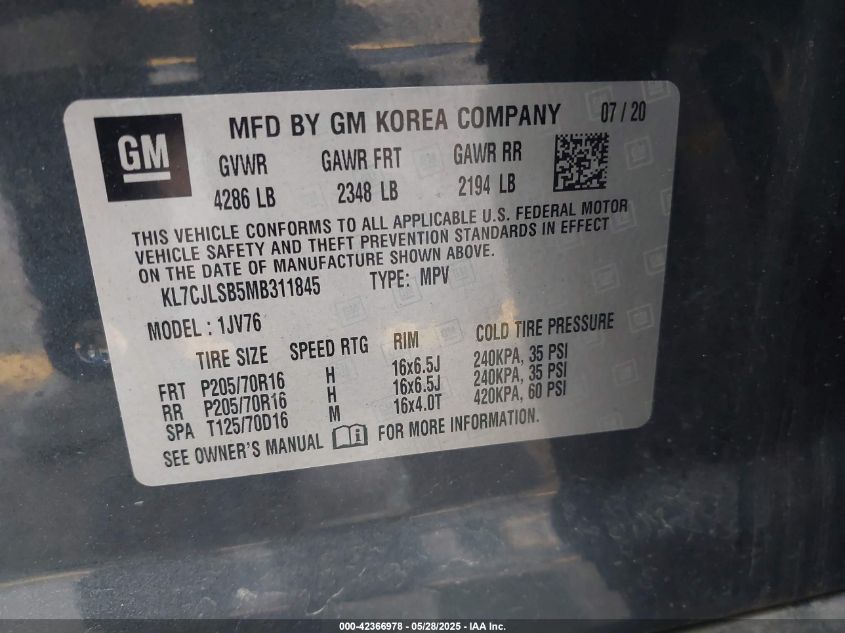 GM MFD BY GM KOREA COMPANY 07 / 20
GVWR GAWR FRT GAWR RR
4286 LB 2348 LB 2194 LB
THIS VEHICLE CONFORMS TO ALL APPLICABLE U.S. FEDERAL MOTOR
VEHICLE SAFETY AND THEFT PREVENTION STANDARDS IN EFFECT
ON THE DATE OF MANUFACTURE SHOWN ABOVE.
KL7CJLSB5MB311845 TYPE: MPV
MODEL : 1JV76
TIRE SIZE SPEED RTG RIM COLD TIRE PRESSURE
FRT P205/70R16 H 16x6.5J 240KPA, 35 PSI
RR P205/70R16 H 16x6.5J 240KPA, 35 PSI
SPA T125/70D16 M 16x4.0T 420KPA, 60 PSI
SEE OWNER'S MANUAL FOR MORE INFORMATION.
000-42366978 - 05/28/2025 - IAA Inc.